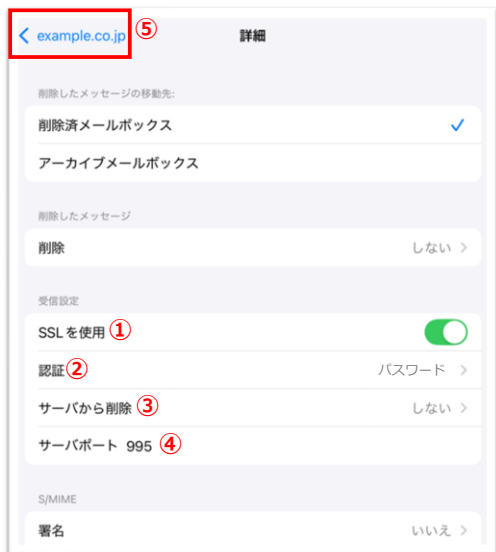 example.co.jp ⑤ 詳細
削除したメッセージの移動先:
削除済メールボックス
アーカイブメールボックス
削除したメッセージ
削除 しない
受信設定
SSLを使用 ①
認証② パスワード
サーバから削除 ③ しない
サーバポート 995 ④
S/MIME
署名 いいえ